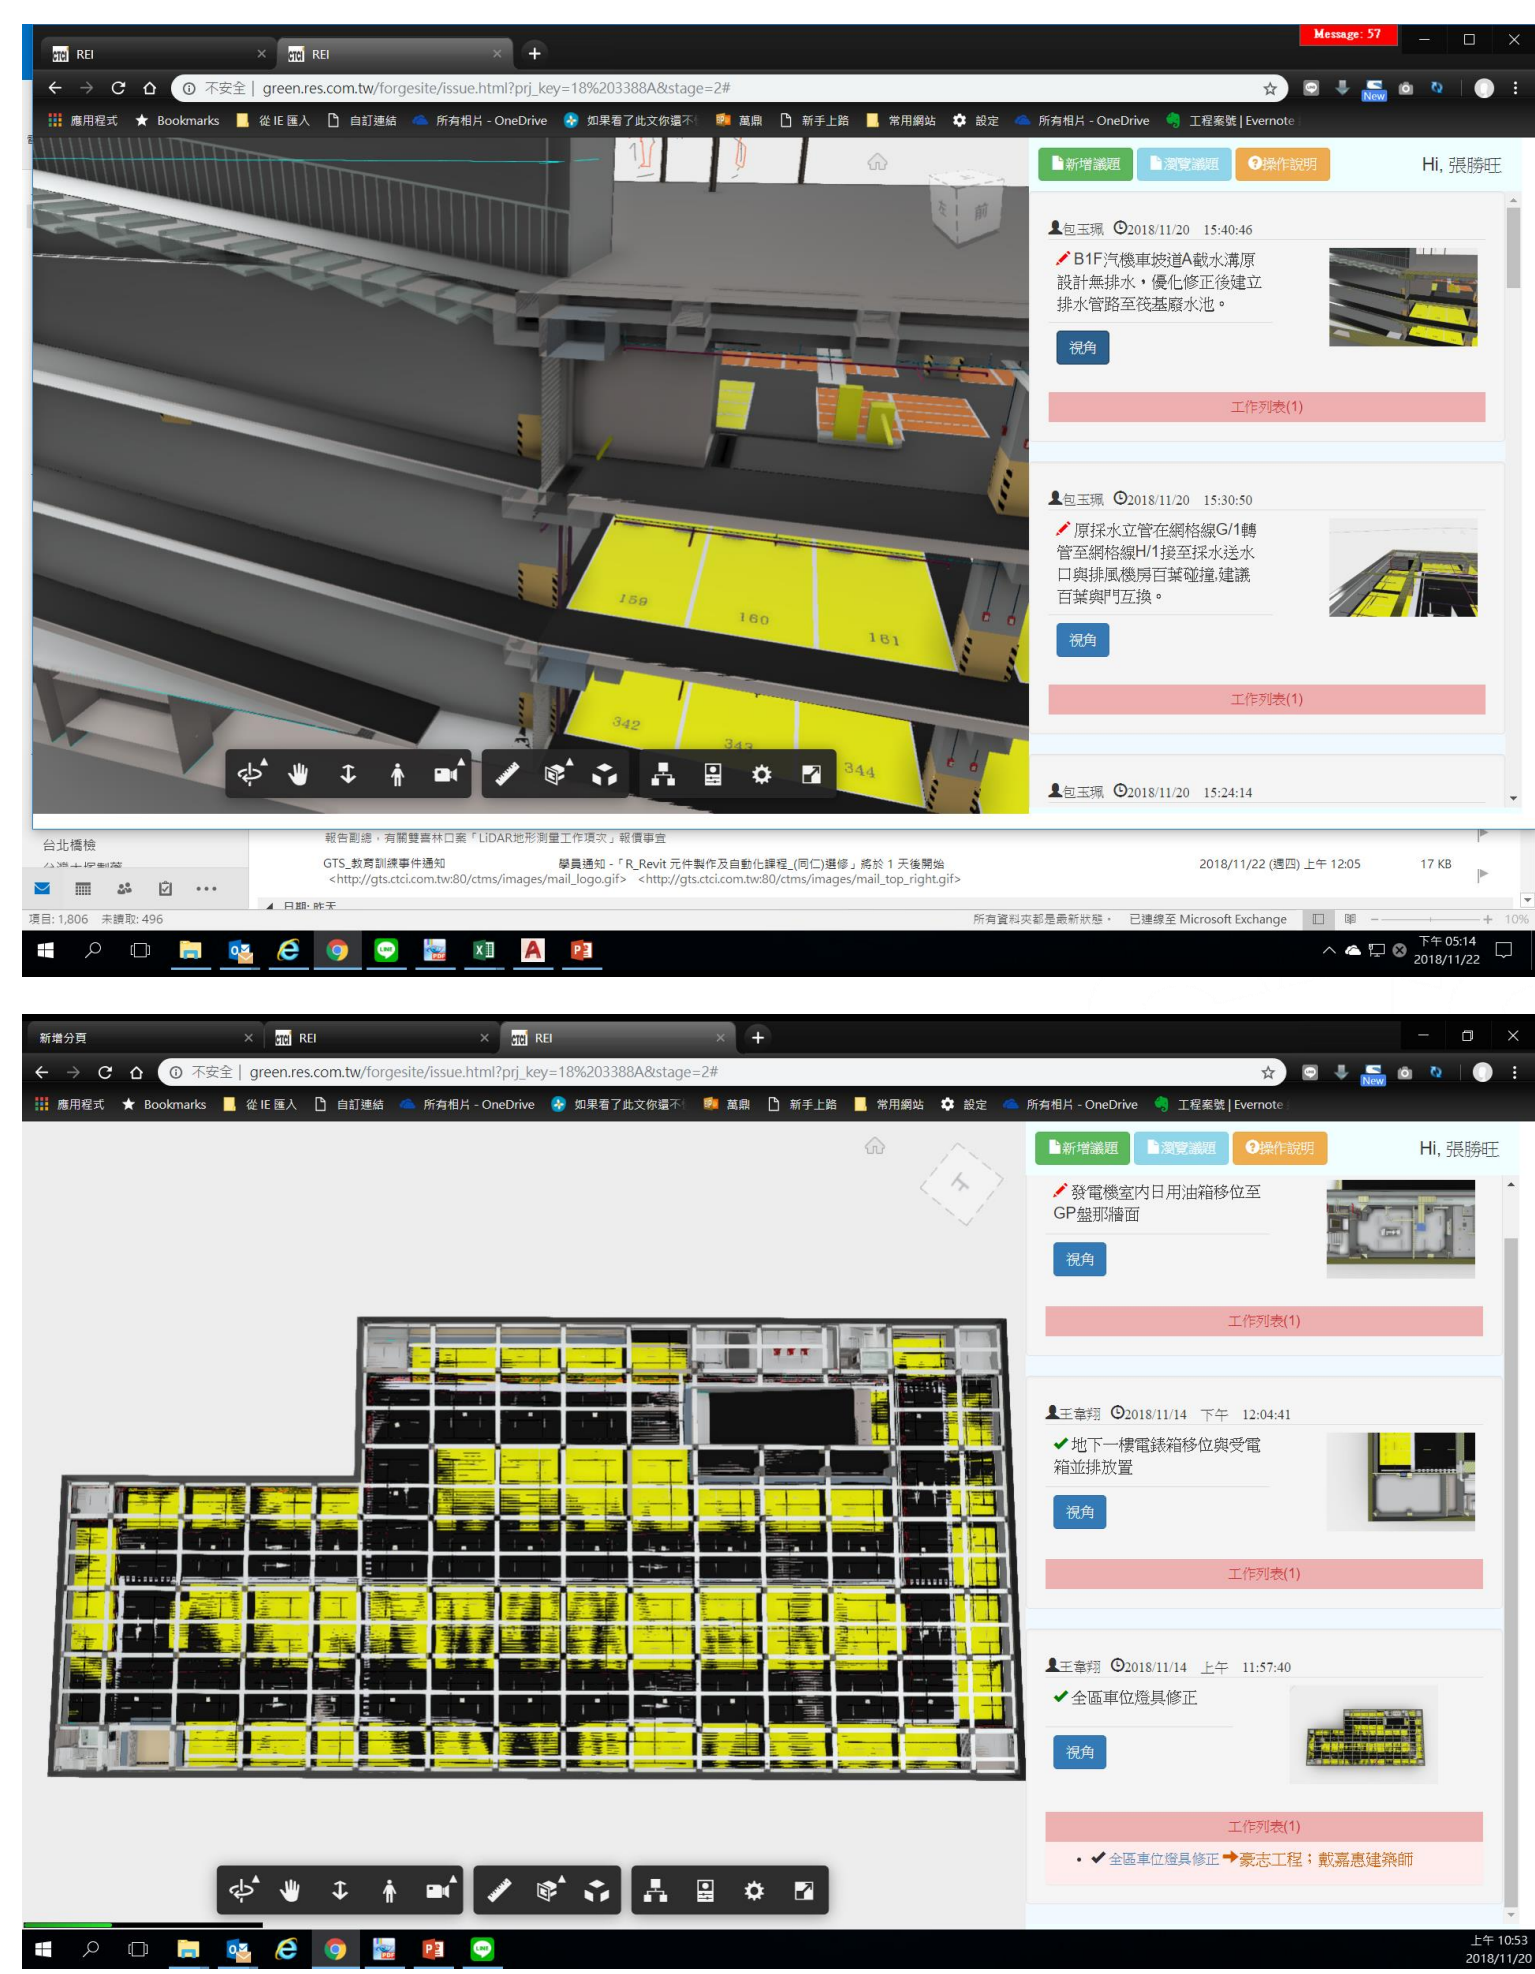 Message: 57
REI
REI
不安全 | green.res.com.tw/forgesite/issue.html?prj_key=18%203388A&stage=2#
New
應用程式 Bookmarks 從 IE 匯入 自訂連結 所有相片 - OneDrive 如果看了此文你還不 萬鼎 新手上路 常用網站 設定 所有相片 - OneDrive 工程案號 | Evernote
新增議題 瀏覽議題 操作說明 Hi, 張勝旺
左 前
包玉珮 2018/11/20 15:40:46
B1F汽機車坡道A截水溝原
設計無排水，優化修正後建立
排水管路至筏基廢水池。
視角
工作列表(1)
包玉珮 2018/11/20 15:30:50
原採水立管在網格線G/1轉
管至網格線H/1接至採水送水
口與排風機房百葉碰撞,建議
百葉與門互換。
視角
工作列表(1)
包玉珮 2018/11/20 15:24:14
159
160
161
342
343
344
台北橋檢
報告副總，有關雙喜林口案「LiDAR地形測量工作項次」報價事宜
GTS_教育訓練事件通知 學員通知 -「R_Revit 元件製作及自動化課程_(同仁)選修」將於 1 天後開始 2018/11/22 (週四) 上午 12:05 17 KB
<http://gts.ctci.com.tw:80/ctms/images/mail_logo.gif> <http://gts.ctci.com.tw:80/ctms/images/mail_top_right.gif>
日期: 昨天
項目: 1,806 未讀取: 496 所有資料夾都是最新狀態。 已連線至 Microsoft Exchange 10%
下午 05:14
2018/11/22
新增分頁
REI
REI
不安全 | green.res.com.tw/forgesite/issue.html?prj_key=18%203388A&stage=2#
New
應用程式 Bookmarks 從 IE 匯入 自訂連結 所有相片 - OneDrive 如果看了此文你還不 萬鼎 新手上路 常用網站 設定 所有相片 - OneDrive 工程案號 | Evernote
新增議題 瀏覽議題 操作說明 Hi, 張勝旺
上
發電機室內日用油箱移位至
GP盤那牆面
視角
工作列表(1)
王韋翔 2018/11/14 下午 12:04:41
地下一樓電錶箱移位與受電
箱並排放置
視角
工作列表(1)
王韋翔 2018/11/14 上午 11:57:40
全區車位燈具修正
視角
工作列表(1)
全區車位燈具修正 豪志工程；戴嘉惠建築師
上午 10:53
2018/11/20